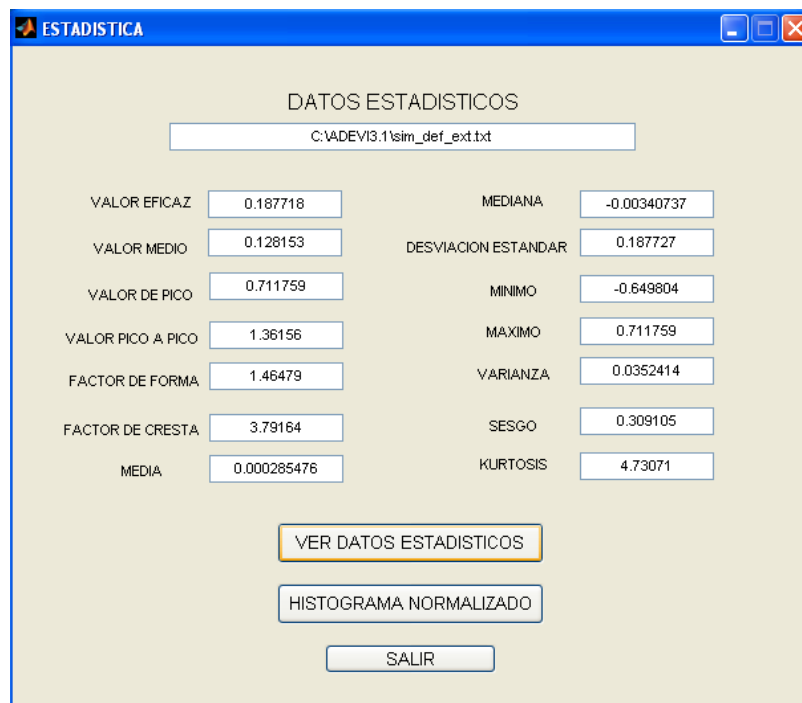 ESTADISTICA
DATOS ESTADISTICOS
C:\ADEVI3.1\sim_def_ext.txt
VALOR EFICAZ 0.187718 MEDIANA -0.00340737
VALOR MEDIO 0.128153 DESVIACION ESTANDAR 0.187727
VALOR DE PICO 0.711759 MINIMO -0.649804
VALOR PICO A PICO 1.36156 MAXIMO 0.711759
FACTOR DE FORMA 1.46479 VARIANZA 0.0352414
FACTOR DE CRESTA 3.79164 SESGO 0.309105
MEDIA 0.000285476 KURTOSIS 4.73071
VER DATOS ESTADISTICOS
HISTOGRAMA NORMALIZADO
SALIR